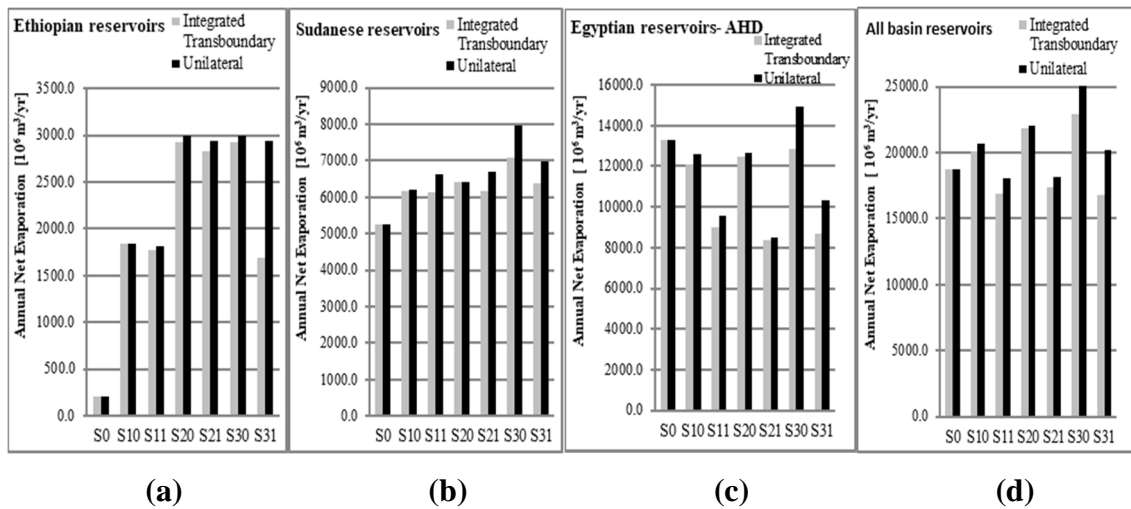 Ethiopian reservoirs
Integrated
Transboundary
Unilateral
Annual Net Evaporation [10⁶ m³/yr)
3500.0
3000.0
2500.0
2000.0
1500.0
1000.0
500.0
0.0
S0 S10 S11 S20 S21 S30 S31
(a)
Sudanese reservoirs
Integrated
Transboundary
Unilateral
Annual Net Evaporation [10⁶ m³/yr)
9000.0
8000.0
7000.0
6000.0
5000.0
4000.0
3000.0
2000.0
1000.0
0.0
S0 S10 S11 S20 S21 S30 S31
(b)
Egyptian reservoirs- AHD
Integrated
Transboundary
Unilateral
Annual Net Evaporation [10⁶ m³/yr)
16000.0
14000.0
12000.0
10000.0
8000.0
6000.0
4000.0
2000.0
0.0
S0 S10 S11 S20 S21 S30 S31
(c)
All basin reservoirs
Integrated
Transboundary
Unilateral
Annual Net Evaporation [ 10⁶ m³/yr)
25000.0
20000.0
15000.0
10000.0
5000.0
0.0
S0 S10 S11 S20 S21 S30 S31
(d)